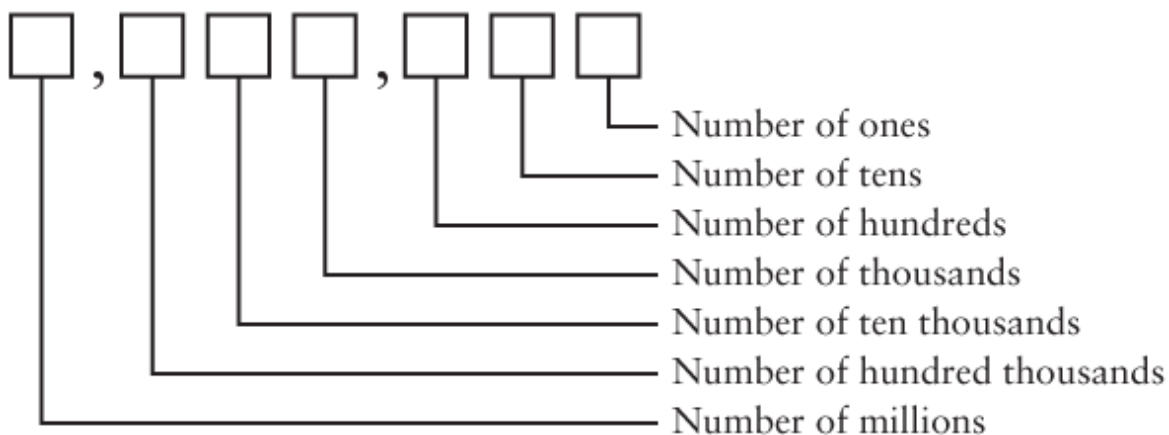 , ,
Number of ones
Number of tens
Number of hundreds
Number of thousands
Number of ten thousands
Number of hundred thousands
Number of millions